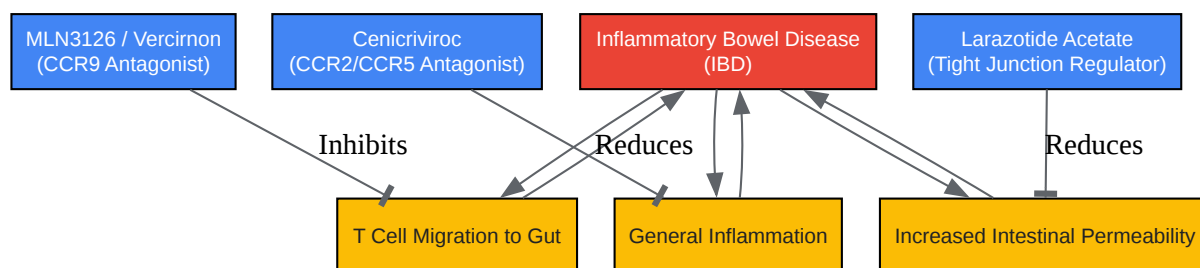 MLN3126 / Vercirnon
(CCR9 Antagonist)
Cenicriviroc
(CCR2/CCR5 Antagonist)
Inflammatory Bowel Disease
(IBD)
Larazotide Acetate
(Tight Junction Regulator)
Inhibits
Reduces
Reduces
T Cell Migration to Gut
General Inflammation
Increased Intestinal Permeability